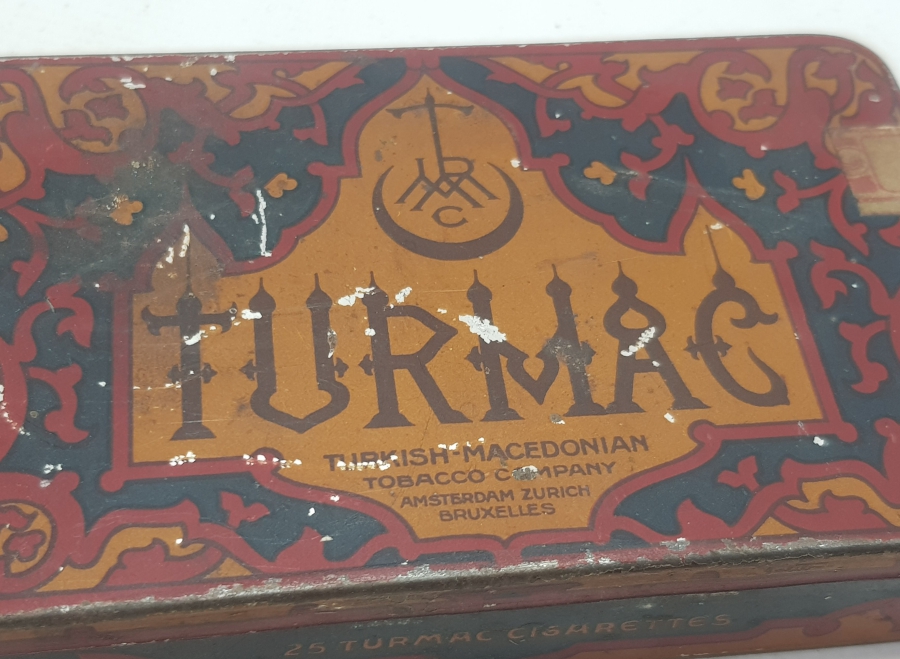 TURMAC
TURKISH-MACEDONIAN
TOBACCO COMPANY
AMSTERDAM ZURICH
BRUXELLES
25 TURMAC CIGARETTES